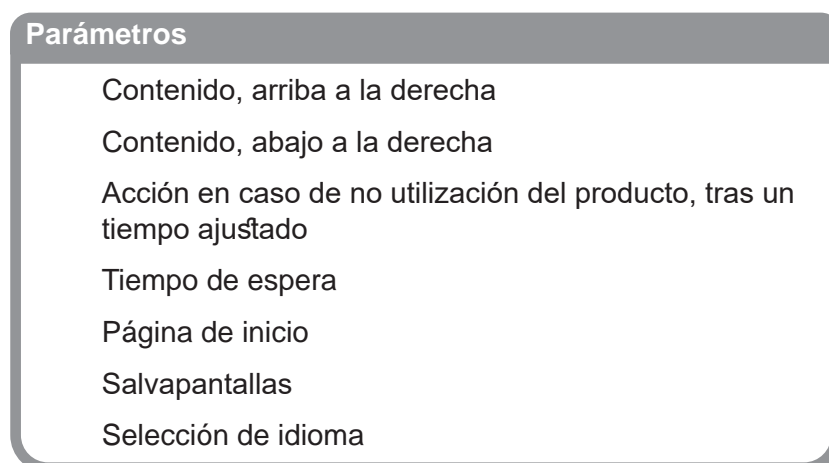 Parámetros
Contenido, arriba a la derecha
Contenido, abajo a la derecha
Acción en caso de no utilización del producto, tras un
tiempo ajustado
Tiempo de espera
Página de inicio
Salvapantallas
Selección de idioma